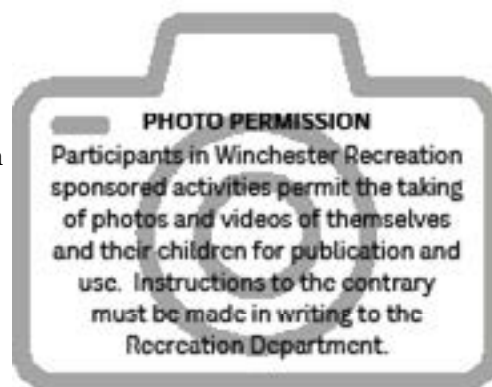 PHOTO PERMISSION
Participants in Winchester Recreation
sponsored activities permit the taking
of photos and videos of themselves
and their children for publication and
use. Instructions to the contrary
must be made in writing to the
Recreation Department.